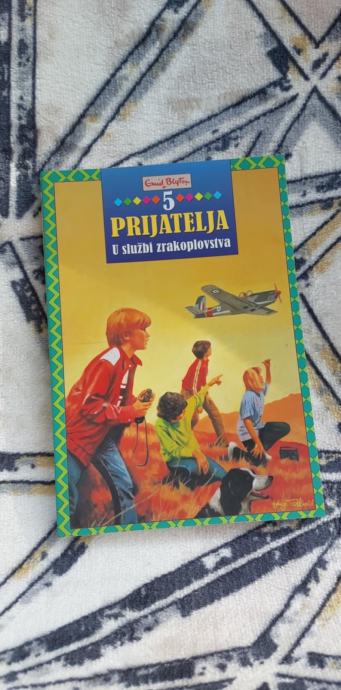 Enid Blyton
5
PRIJATELJA
U službi zrakoplovstva